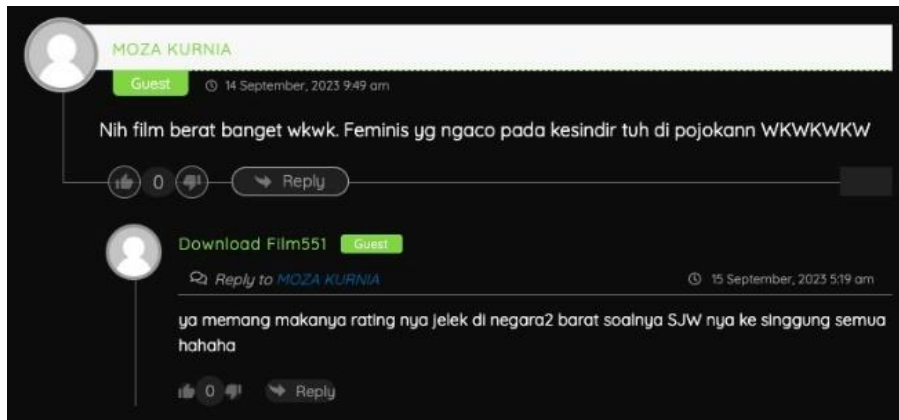 MOZA KURNIA
Guest 14 September, 2023 9:49 am
Nih film berat banget wkwk. Feminis yg ngaco pada kesindir tuh di pojokann WKWKWKW
0 Reply
Download Film551 Guest
Reply to MOZA KURNIA 15 September, 2023 5:19 am
ya memang makanya rating nya jelek di negara2 barat soalnya SJW nya ke singgung semua
hahaha
0 Reply